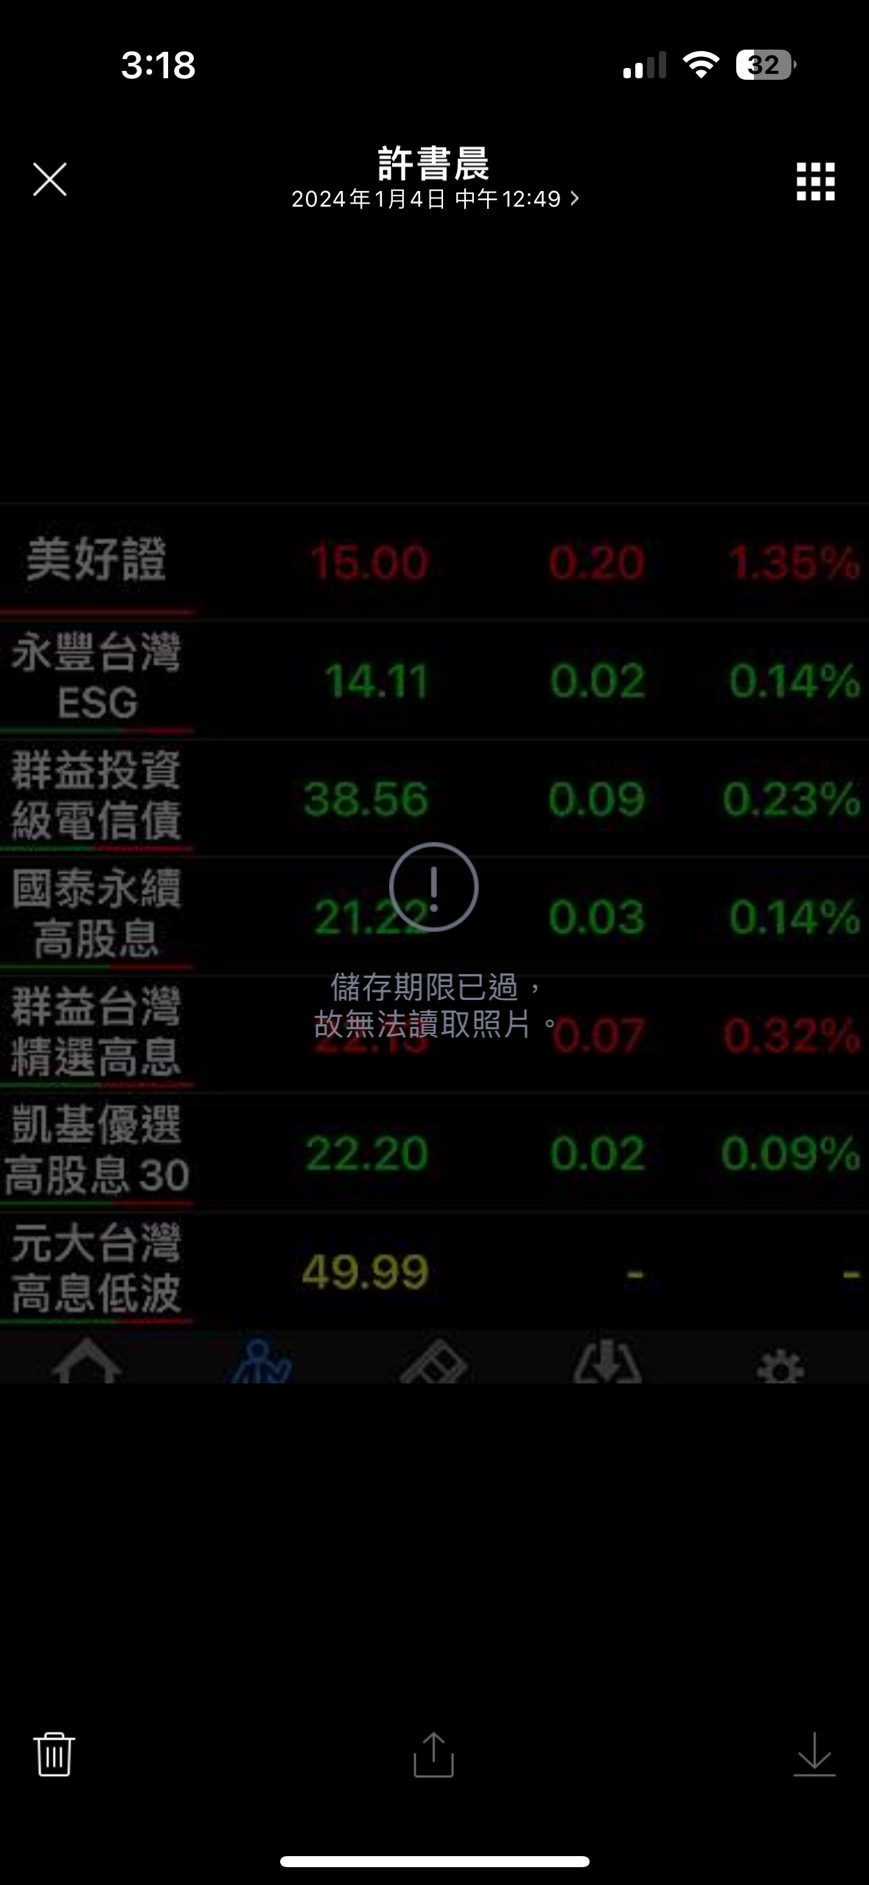 3:18
32
許書晨
2024年1月4日 中午12:49
美好證 15.00 0.20 1.35%
永豐台灣
ESG 14.11 0.02 0.14%
群益投資
級電信債 38.56 0.09 0.23%
國泰永續
高股息 21.22 0.03 0.14%
儲存期限已過，
故無法讀取照片。
群益台灣
精選高息 0.07 0.32%
凱基優選
高股息30 22.20 0.02 0.09%
元大台灣
高息低波 49.99 - -